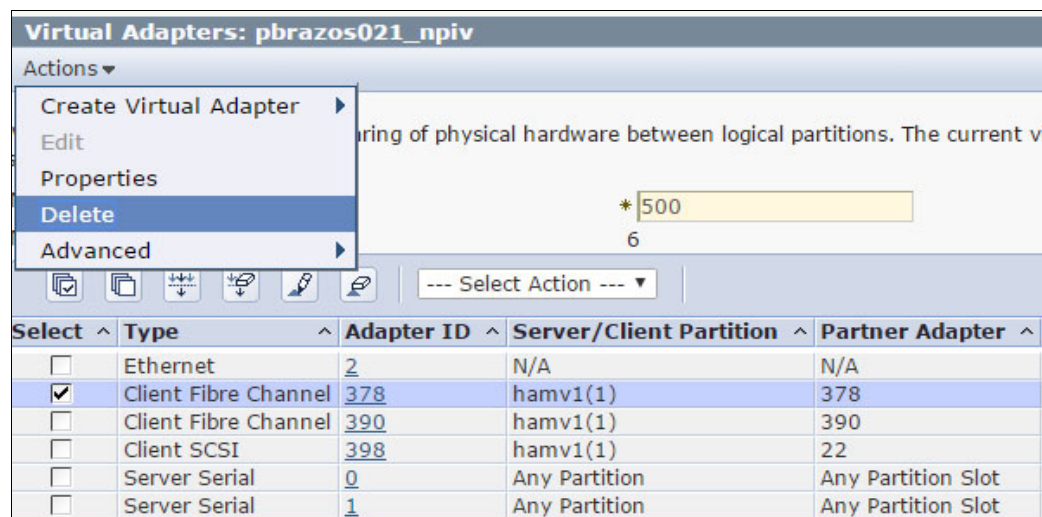 Virtual Adapters: pbrazos021_npiv
Actions
Create Virtual Adapter
Edit
aring of physical hardware between logical partitions. The current v
Properties
Delete
* 500
Advanced
6
--- Select Action ---
Select Type Adapter ID Server/Client Partition Partner Adapter
Ethernet 2 N/A N/A
Client Fibre Channel 378 hamv1(1) 378
Client Fibre Channel 390 hamv1(1) 390
Client SCSI 398 hamv1(1) 22
Server Serial 0 Any Partition Any Partition Slot
Server Serial 1 Any Partition Any Partition Slot